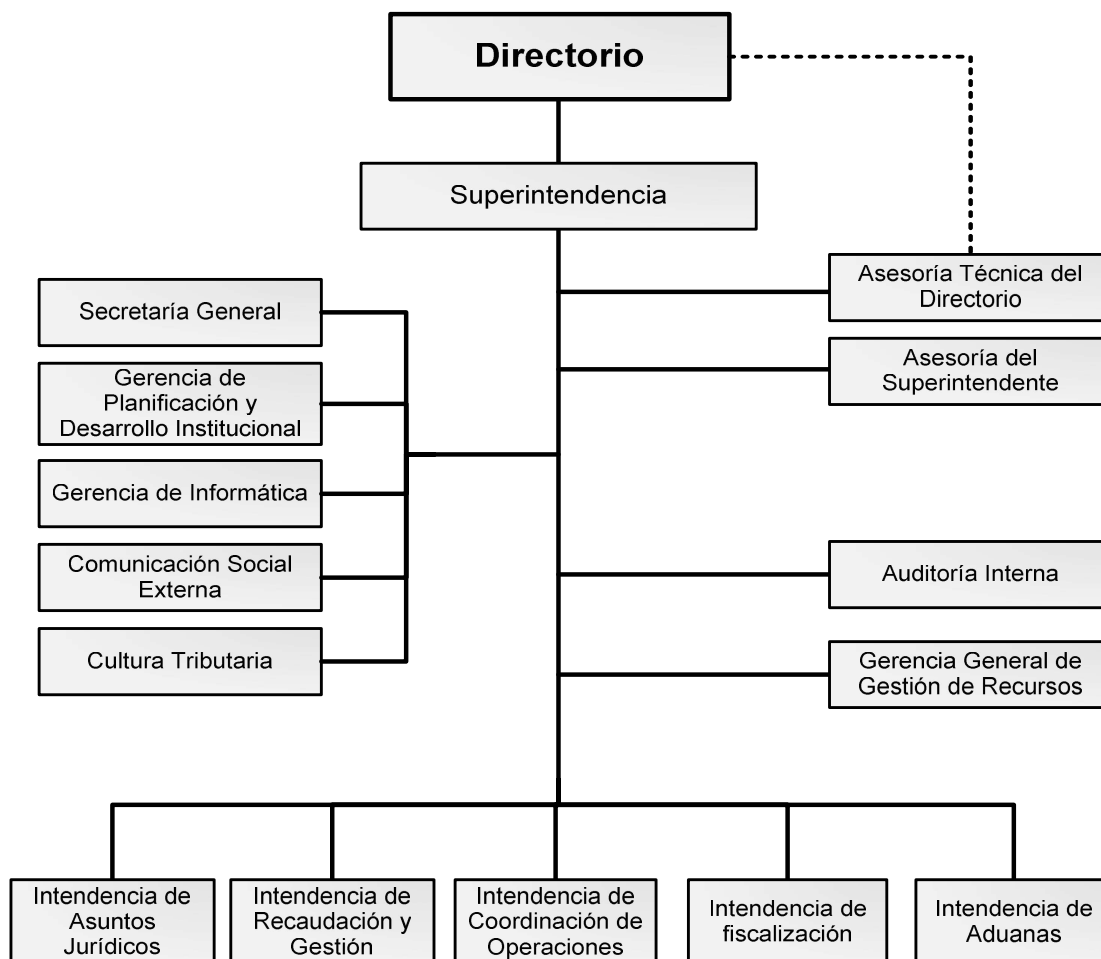 Directorio
Superintendencia
Asesoría Técnica del
Directorio
Secretaría General
Asesoría del
Superintendente
Gerencia de
Planificación y
Desarrollo Institucional
Gerencia de Informática
Comunicación Social
Externa
Auditoría Interna
Cultura Tributaria
Gerencia General de
Gestión de Recursos
Intendencia de
Asuntos
Jurídicos
Intendencia de
Recaudación y
Gestión
Intendencia de
Coordinación de
Operaciones
Intendencia de
fiscalización
Intendencia de
Aduanas